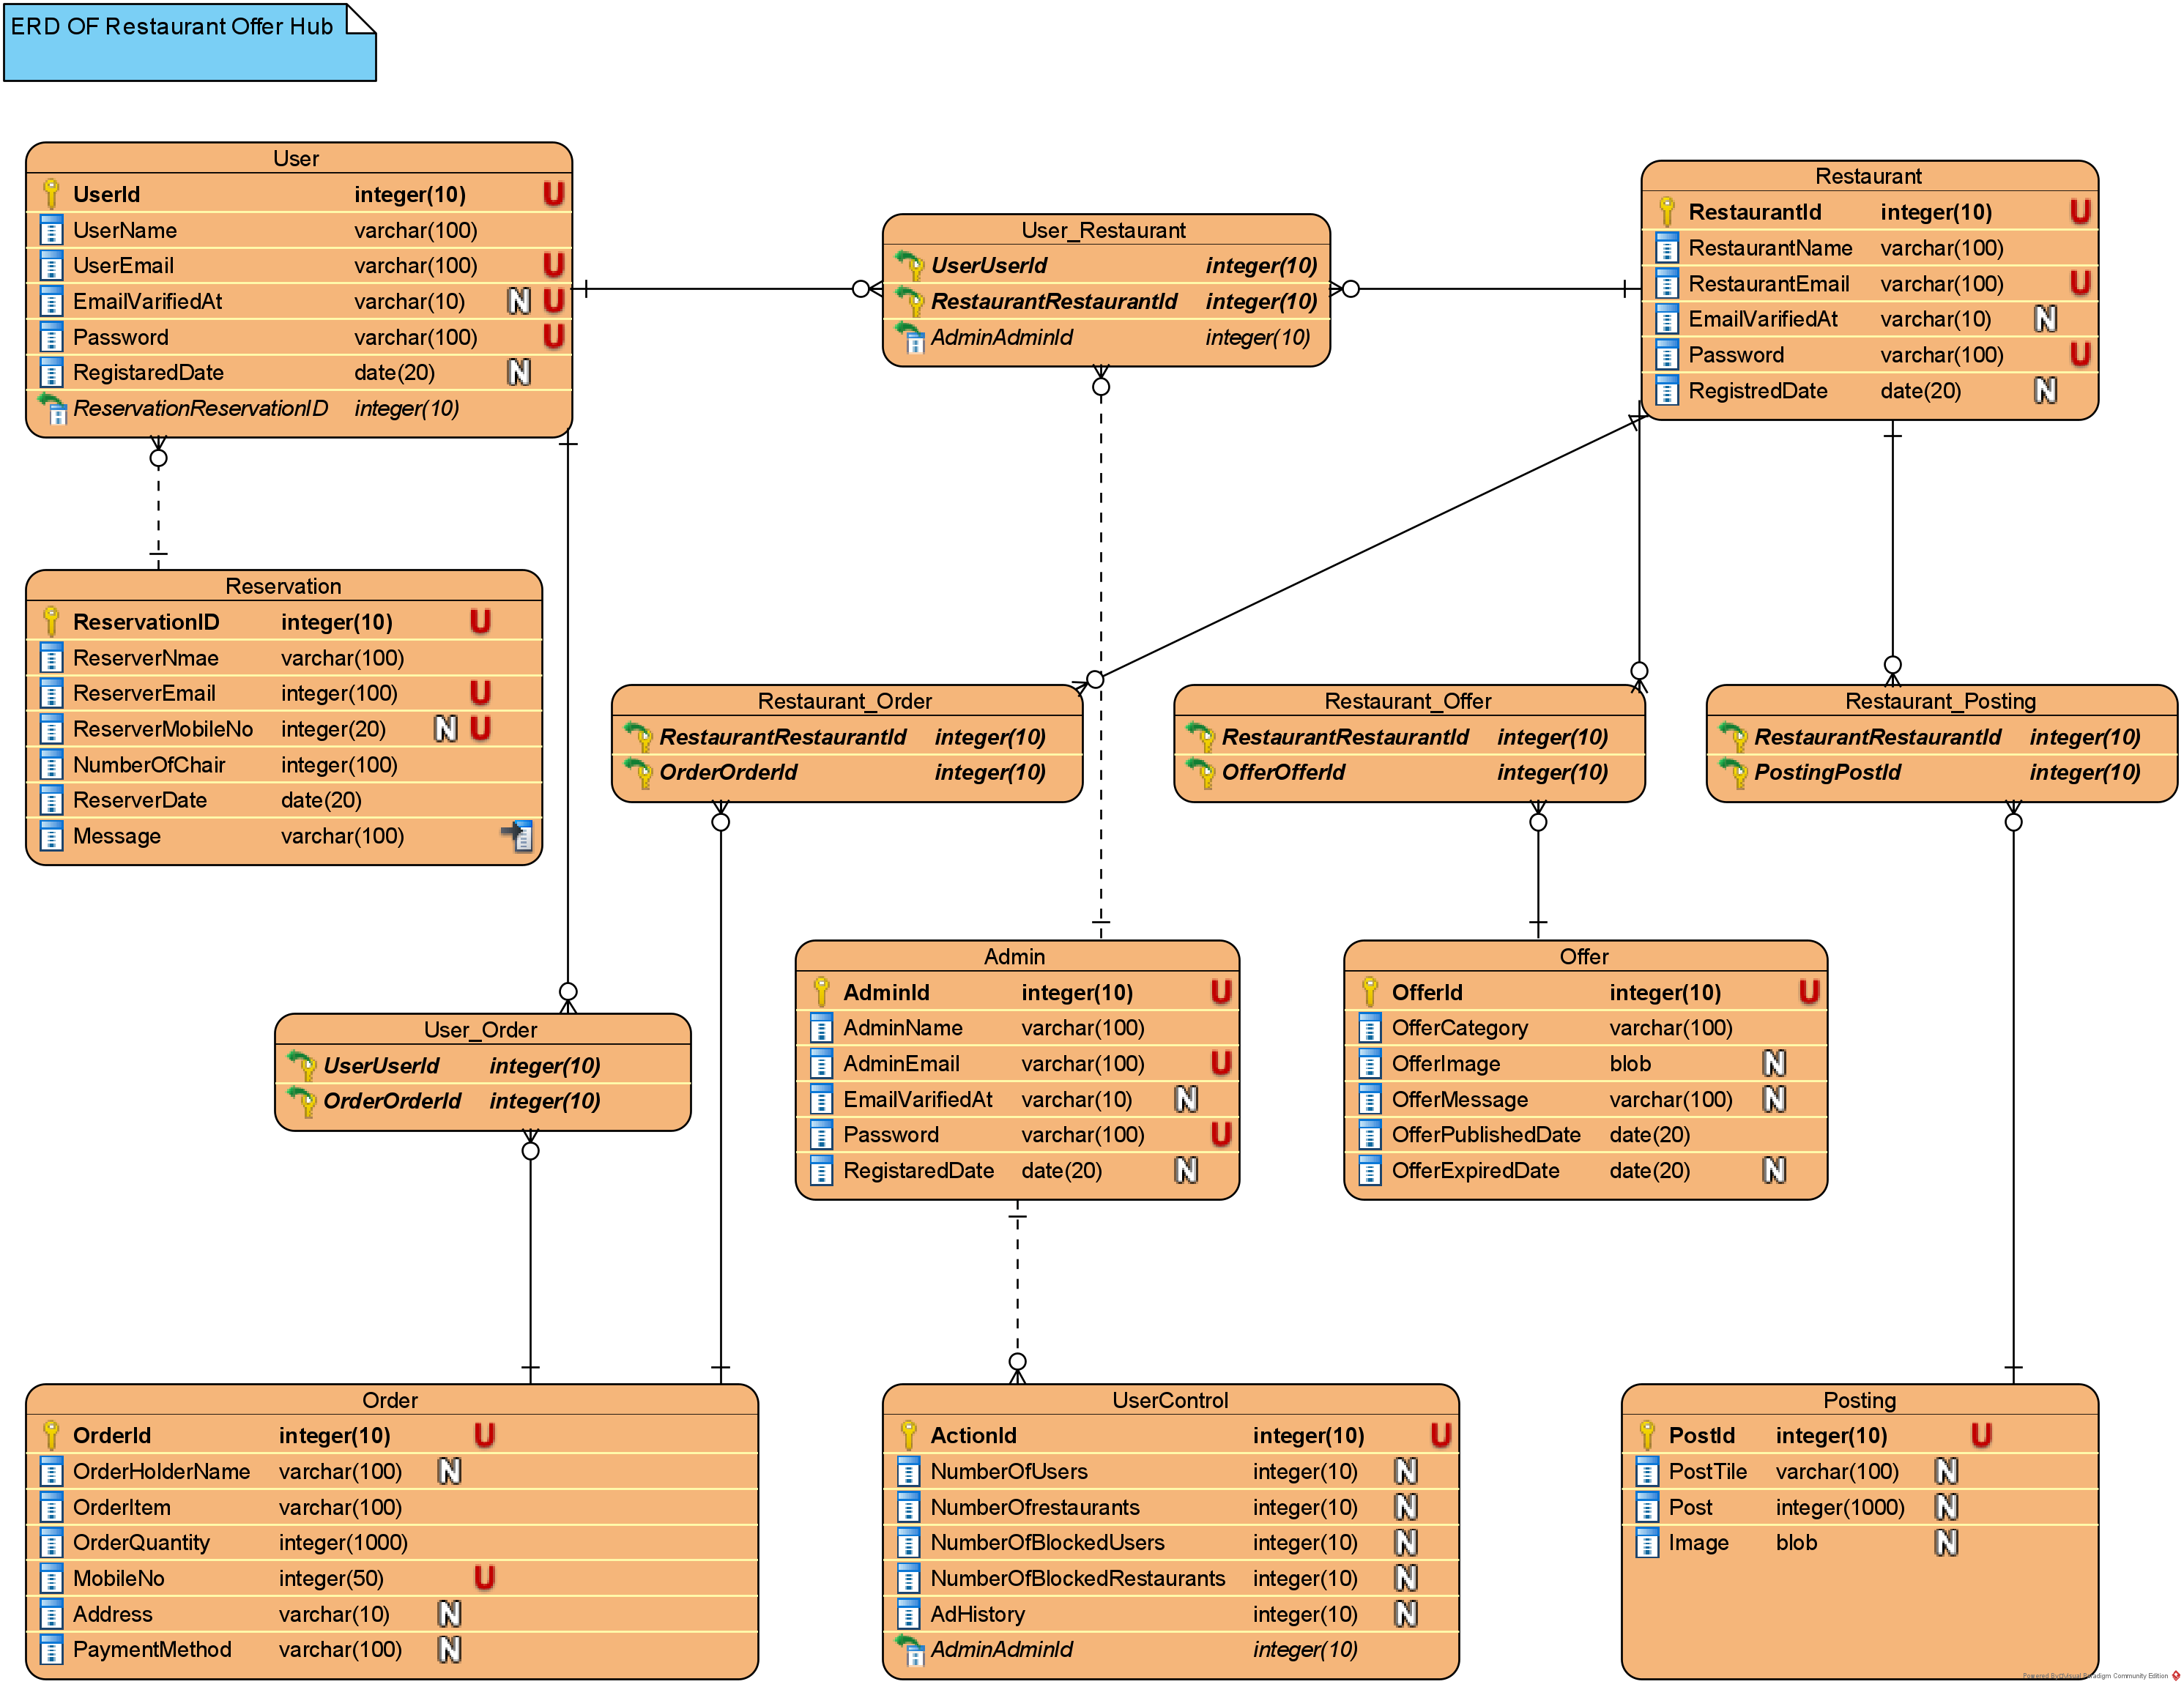 ERD OF Restaurant Offer Hub
User
UserId integer(10) U
UserName varchar(100)
UserEmail varchar(100) U
EmailVarifiedAt varchar(10) N U
Password varchar(100) U
RegistaredDate date(20) N
ReservationReservationID integer(10)
User_Restaurant
UserUserId integer(10)
RestaurantRestaurantId integer(10)
AdminAdminId integer(10)
Restaurant
RestaurantId integer(10) U
RestaurantName varchar(100)
RestaurantEmail varchar(100) U
EmailVarifiedAt varchar(10) N
Password varchar(100) U
RegistredDate date(20) N
Reservation
ReservationID integer(10) U
ReserverNmae varchar(100)
ReserverEmail integer(100) U
ReserverMobileNo integer(20) N U
NumberOfChair integer(100)
ReserverDate date(20)
Message varchar(100)
Restaurant_Order
RestaurantRestaurantId integer(10)
OrderOrderId integer(10)
Restaurant_Offer
RestaurantRestaurantId integer(10)
OfferOfferId integer(10)
Restaurant_Posting
RestaurantRestaurantId integer(10)
PostingPostId integer(10)
User_Order
UserUserId integer(10)
OrderOrderId integer(10)
Admin
AdminId integer(10) U
AdminName varchar(100)
AdminEmail varchar(100) U
EmailVarifiedAt varchar(10) N
Password varchar(100) U
RegistaredDate date(20) N
Offer
OfferId integer(10) U
OfferCategory varchar(100)
OfferImage blob N
OfferMessage varchar(100) N
OfferPublishedDate date(20)
OfferExpiredDate date(20) N
Order
OrderId integer(10) U
OrderHolderName varchar(100) N
OrderItem varchar(100)
OrderQuantity integer(1000)
MobileNo integer(50) U
Address varchar(10) N
PaymentMethod varchar(100) N
UserControl
ActionId integer(10) U
NumberOfUsers integer(10) N
NumberOfrestaurants integer(10) N
NumberOfBlockedUsers integer(10) N
NumberOfBlockedRestaurants integer(10) N
AdHistory integer(10) N
AdminAdminId integer(10)
Posting
PostId integer(10) U
PostTile varchar(100) N
Post integer(1000) N
Image blob N
Powered By Visual Paradigm Community Edition